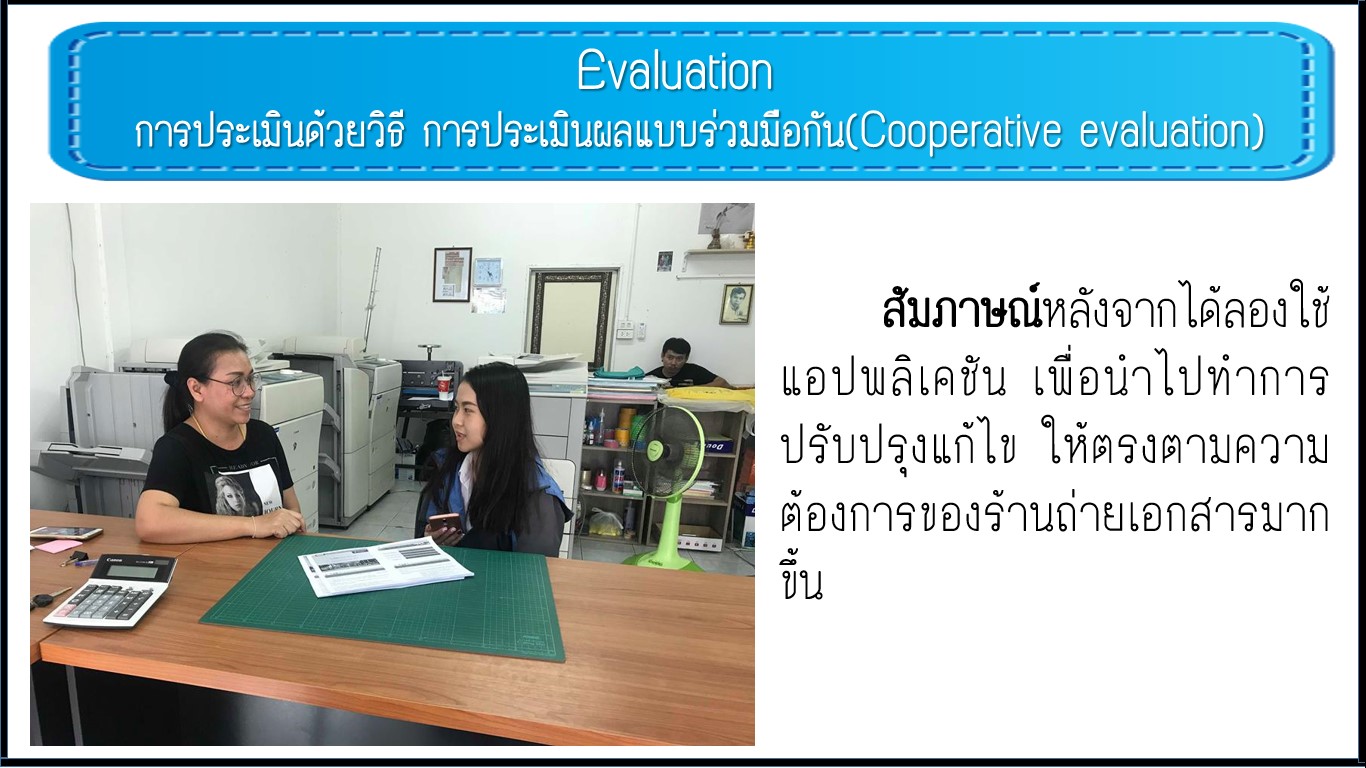 Evaluation
การประเมินด้วยวิธี การประเมินผลแบบร่วมมือกัน(Cooperative evaluation)
สัมภาษณ์หลังจากได้ลองใช้
แอปพลิเคชัน เพื่อนำไปทำการ
ปรับปรุงแก้ไข ให้ตรงตามความ
ต้องการของร้านถ่ายเอกสารมาก
ขึ้น
Canon